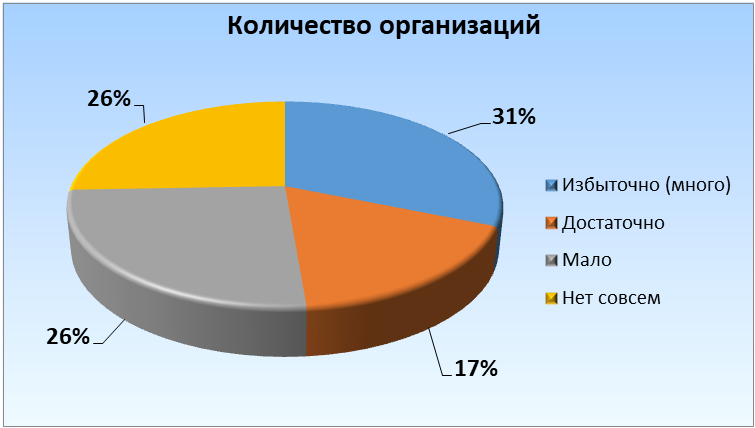 Количество организаций
26%
31%
Избыточно (много)
Достаточно
Мало
Нет совсем
26%
17%